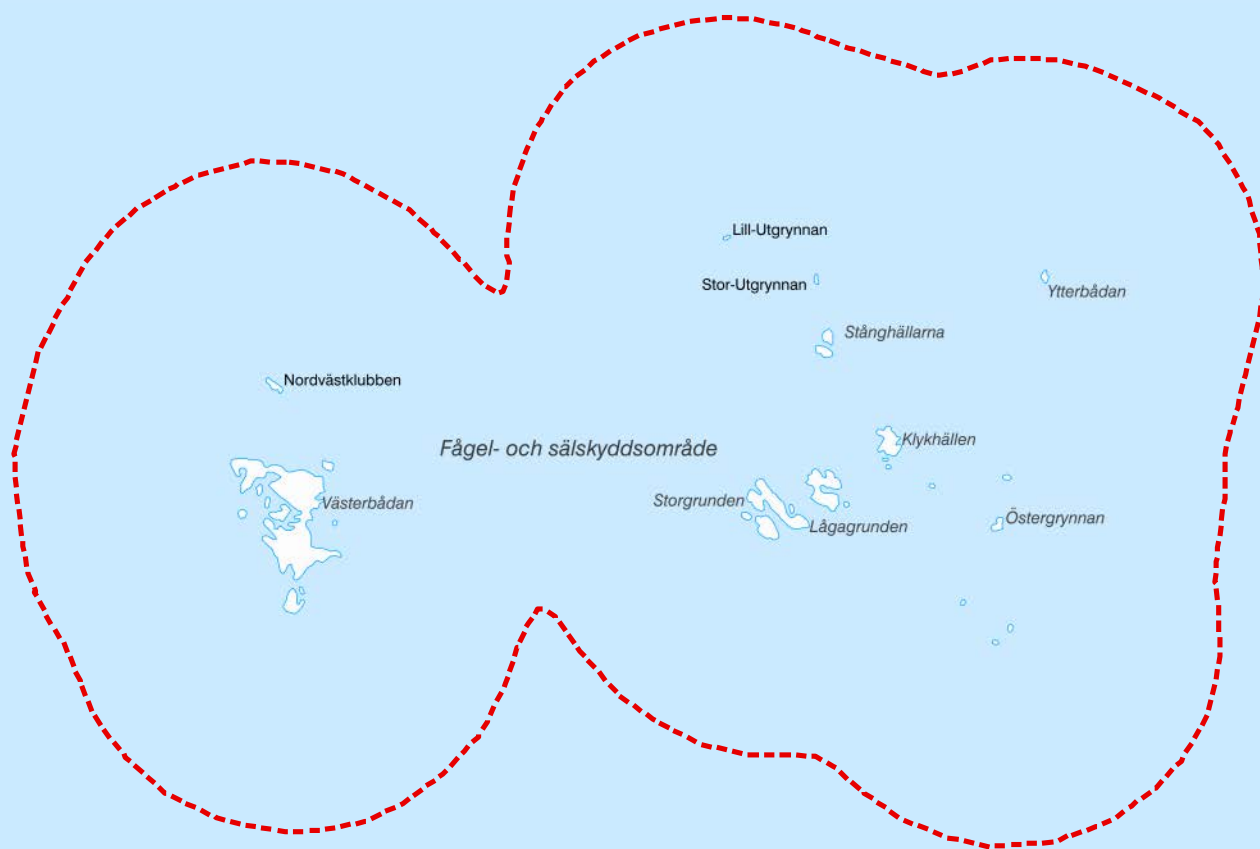 Lill-Utgrynnan
Stor-Utgrynnan
Ytterbådan
Stånghällarna
Nordvästklubben
Fågel- och sälskyddsområde
Klykhällen
Västerbådan
Storgrunden
Lågagrunden
Östergrynnan